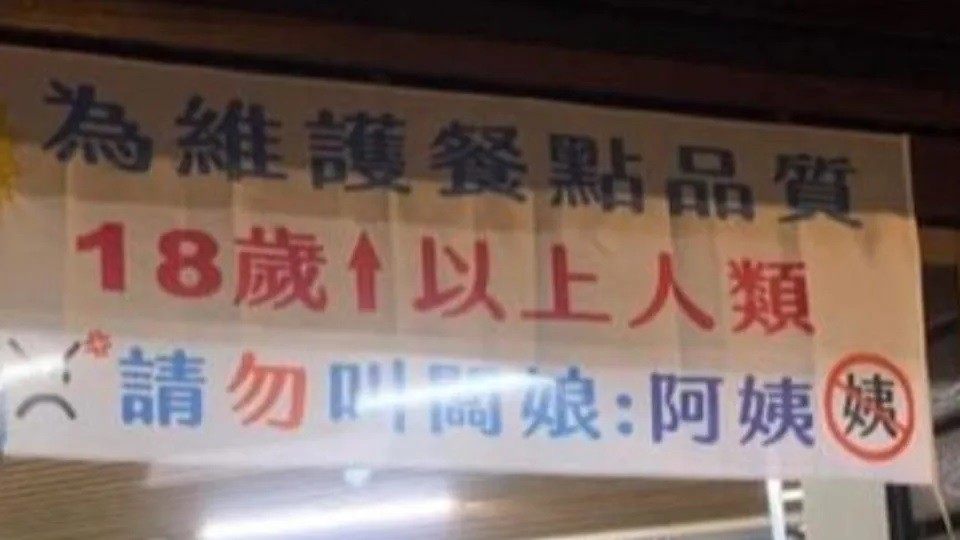 為維護餐點品質
18歲↑以上人類
請勿叫闆娘:阿姨 姨